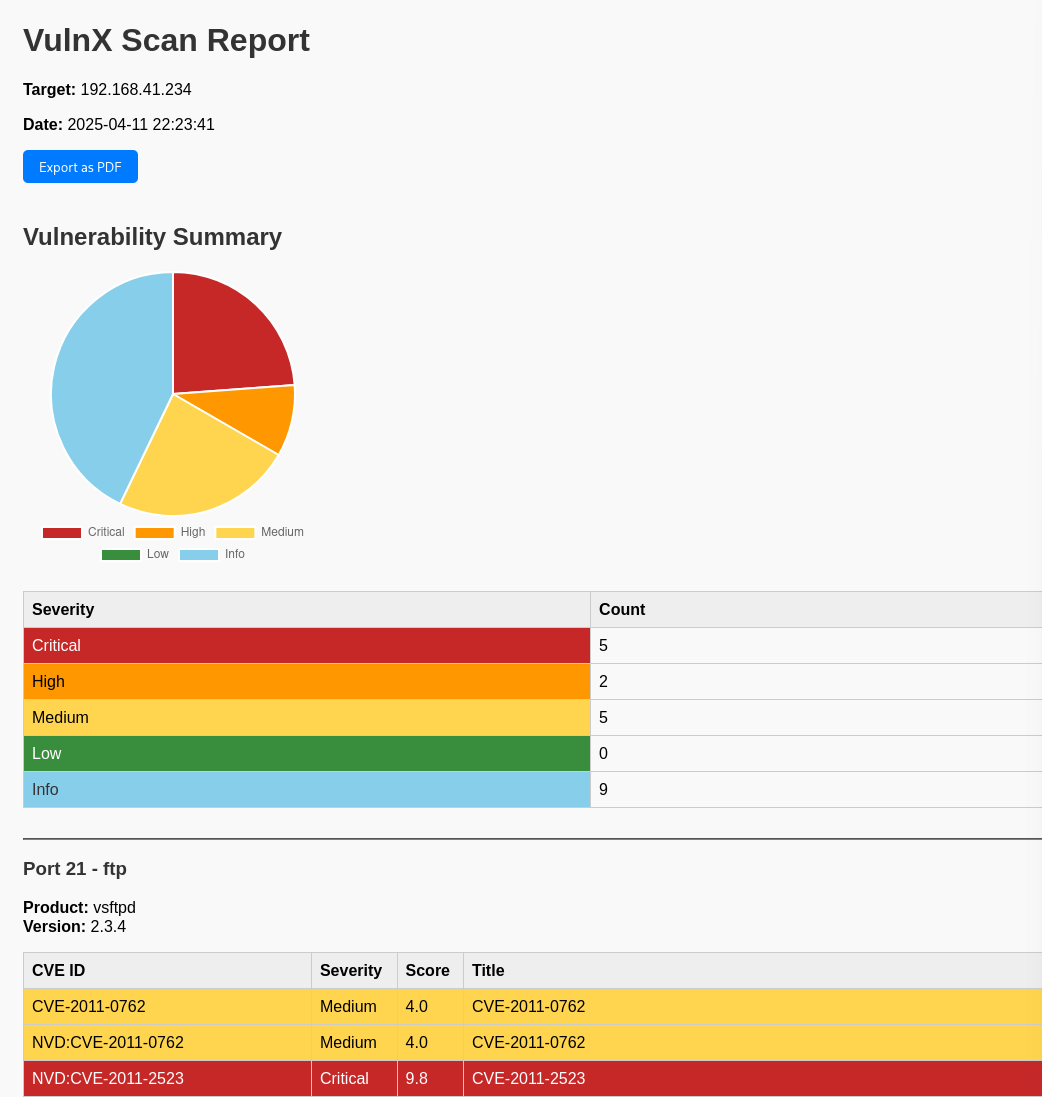 VulnX Scan Report
Target: 192.168.41.234
Date: 2025-04-11 22:23:41
Export as PDF
Vulnerability Summary
Critical High Medium
Low Info
Severity Count
Critical 5
High 2
Medium 5
Low 0
Info 9
Port 21 - ftp
Product: vsftpd
Version: 2.3.4
CVE ID Severity Score Title
CVE-2011-0762 Medium 4.0 CVE-2011-0762
NVD:CVE-2011-0762 Medium 4.0 CVE-2011-0762
NVD:CVE-2011-2523 Critical 9.8 CVE-2011-2523